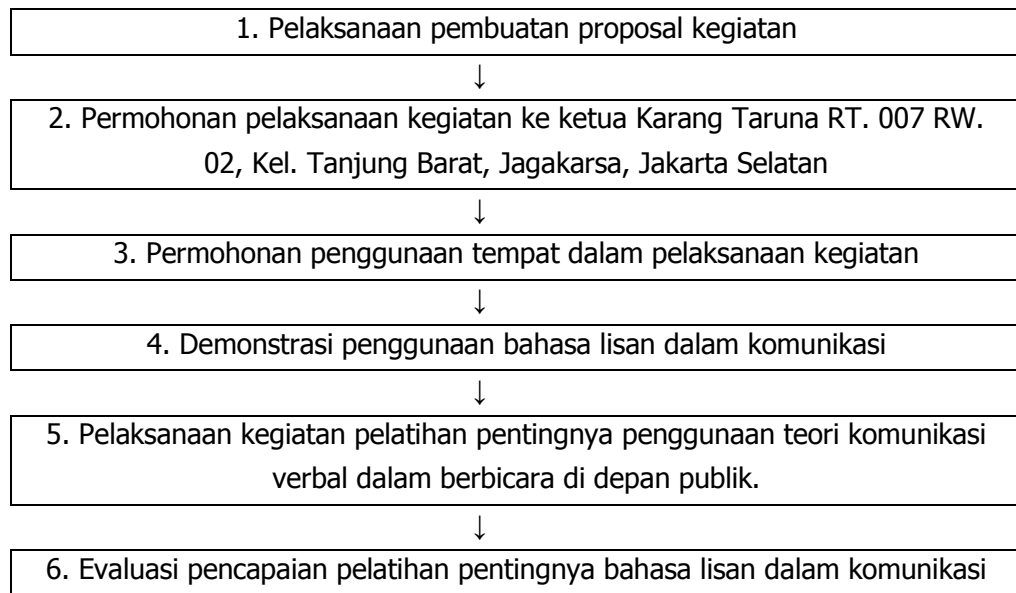 1. Pelaksanaan pembuatan proposal kegiatan
↓
2. Permohonan pelaksanaan kegiatan ke ketua Karang Taruna RT. 007 RW.
02, Kel. Tanjung Barat, Jagakarsa, Jakarta Selatan
↓
3. Permohonan penggunaan tempat dalam pelaksanaan kegiatan
↓
4. Demonstrasi penggunaan bahasa lisan dalam komunikasi
↓
5. Pelaksanaan kegiatan pelatihan pentingnya penggunaan teori komunikasi
verbal dalam berbicara di depan publik.
↓
6. Evaluasi pencapaian pelatihan pentingnya bahasa lisan dalam komunikasi